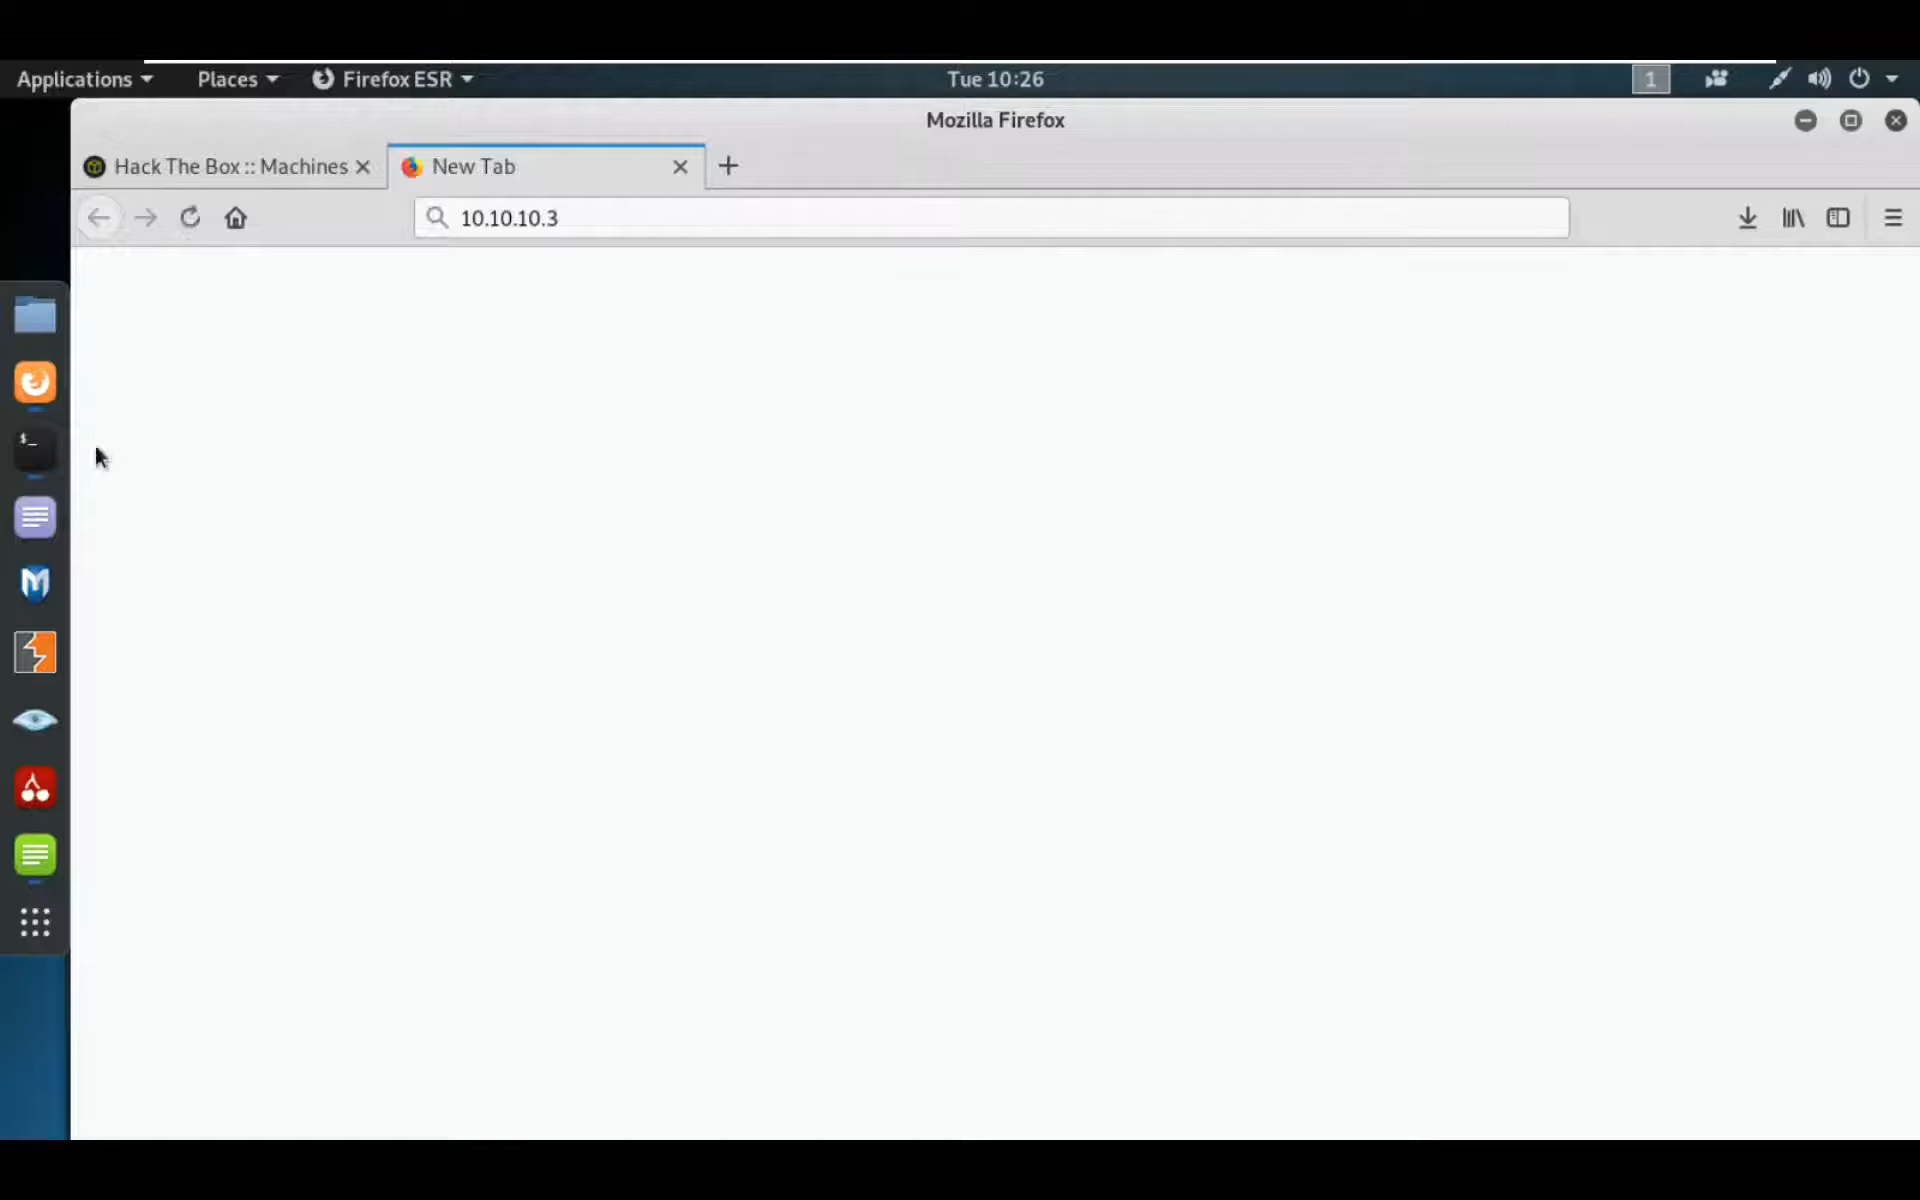 Applications Places Firefox ESR Tue 10:26 1
Mozilla Firefox
Hack The Box :: Machines New Tab
10.10.10.3
$_